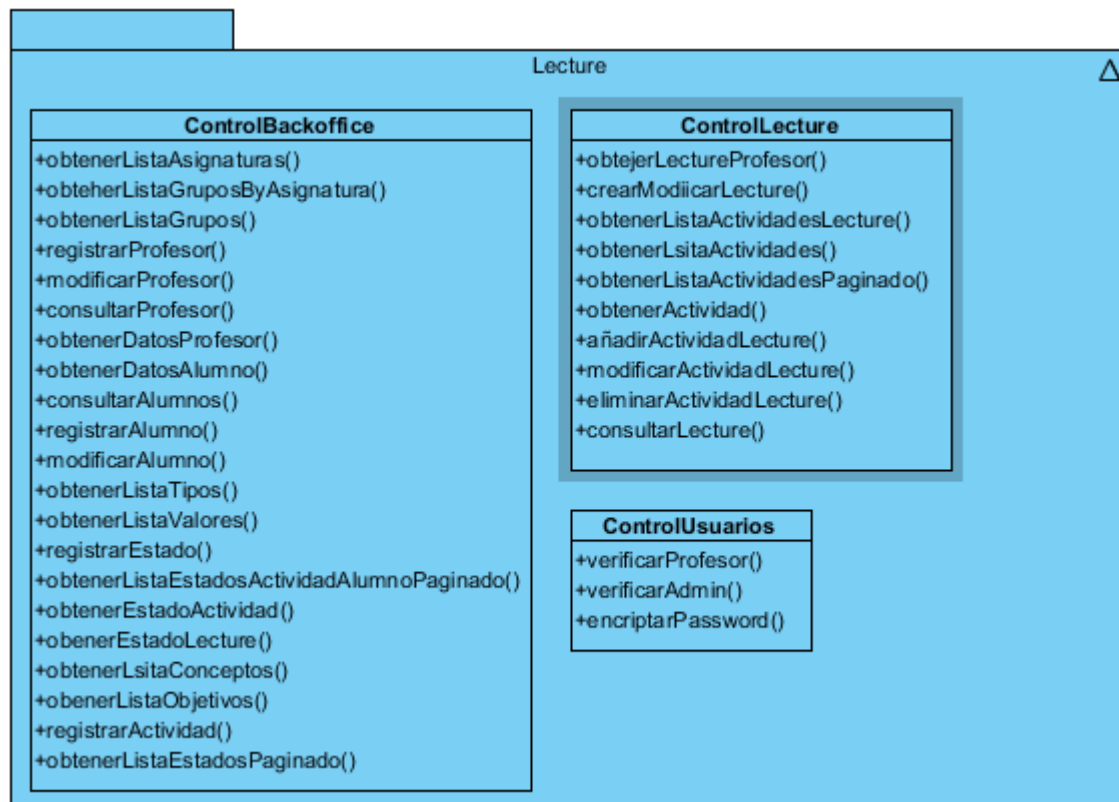 Lecture
ControlBackoffice
+obtenerListaAsignaturas()
+obteherListaGruposByAsignatura()
+obtenerListaGrupos()
+registrarProfesor()
+modificarProfesor()
+consultarProfesor()
+obtenerDatosProfesor()
+obtenerDatosAlumno()
+consultarAlumnos()
+registrarAlumno()
+modificarAlumno()
+obtenerListaTipos()
+obtenerListaValores()
+registrarEstado()
+obtenerListaEstadosActividadAlumnoPaginado()
+obtenerEstadoActividad()
+obenerEstadoLecture()
+obtenerLsitaConceptos()
+obenerListaObjetivos()
+registrarActividad()
+obtenerListaEstadosPaginado()
ControlLecture
+obtejerLectureProfesor()
+crearModiicarLecture()
+obtenerListaActividadesLecture()
+obtenerLsitaActividades()
+obtenerListaActividadesPaginado()
+obtenerActividad()
+añadirActividadLecture()
+modificarActividadLecture()
+eliminarActividadLecture()
+consultarLecture()
ControlUsuarios
+verificarProfesor()
+verificarAdmin()
+encriptarPassword()